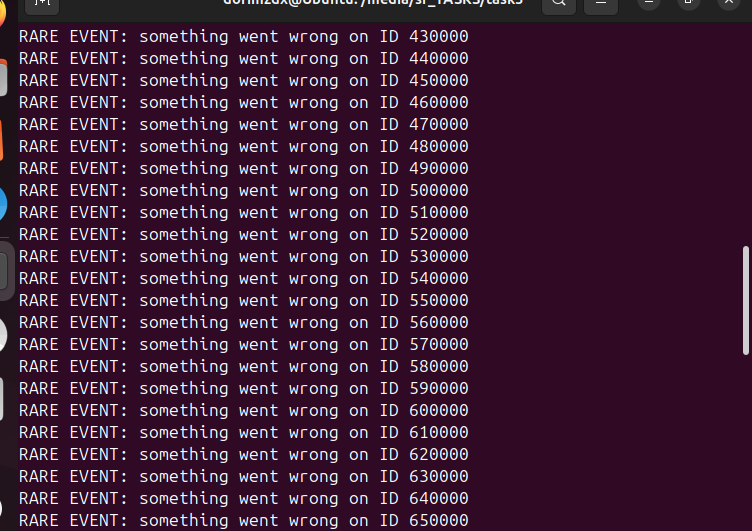 RARE EVENT: something went wrong on ID 430000
RARE EVENT: something went wrong on ID 440000
RARE EVENT: something went wrong on ID 450000
RARE EVENT: something went wrong on ID 460000
RARE EVENT: something went wrong on ID 470000
RARE EVENT: something went wrong on ID 480000
RARE EVENT: something went wrong on ID 490000
RARE EVENT: something went wrong on ID 500000
RARE EVENT: something went wrong on ID 510000
RARE EVENT: something went wrong on ID 520000
RARE EVENT: something went wrong on ID 530000
RARE EVENT: something went wrong on ID 540000
RARE EVENT: something went wrong on ID 550000
RARE EVENT: something went wrong on ID 560000
RARE EVENT: something went wrong on ID 570000
RARE EVENT: something went wrong on ID 580000
RARE EVENT: something went wrong on ID 590000
RARE EVENT: something went wrong on ID 600000
RARE EVENT: something went wrong on ID 610000
RARE EVENT: something went wrong on ID 620000
RARE EVENT: something went wrong on ID 630000
RARE EVENT: something went wrong on ID 640000
RARE EVENT: something went wrong on ID 650000